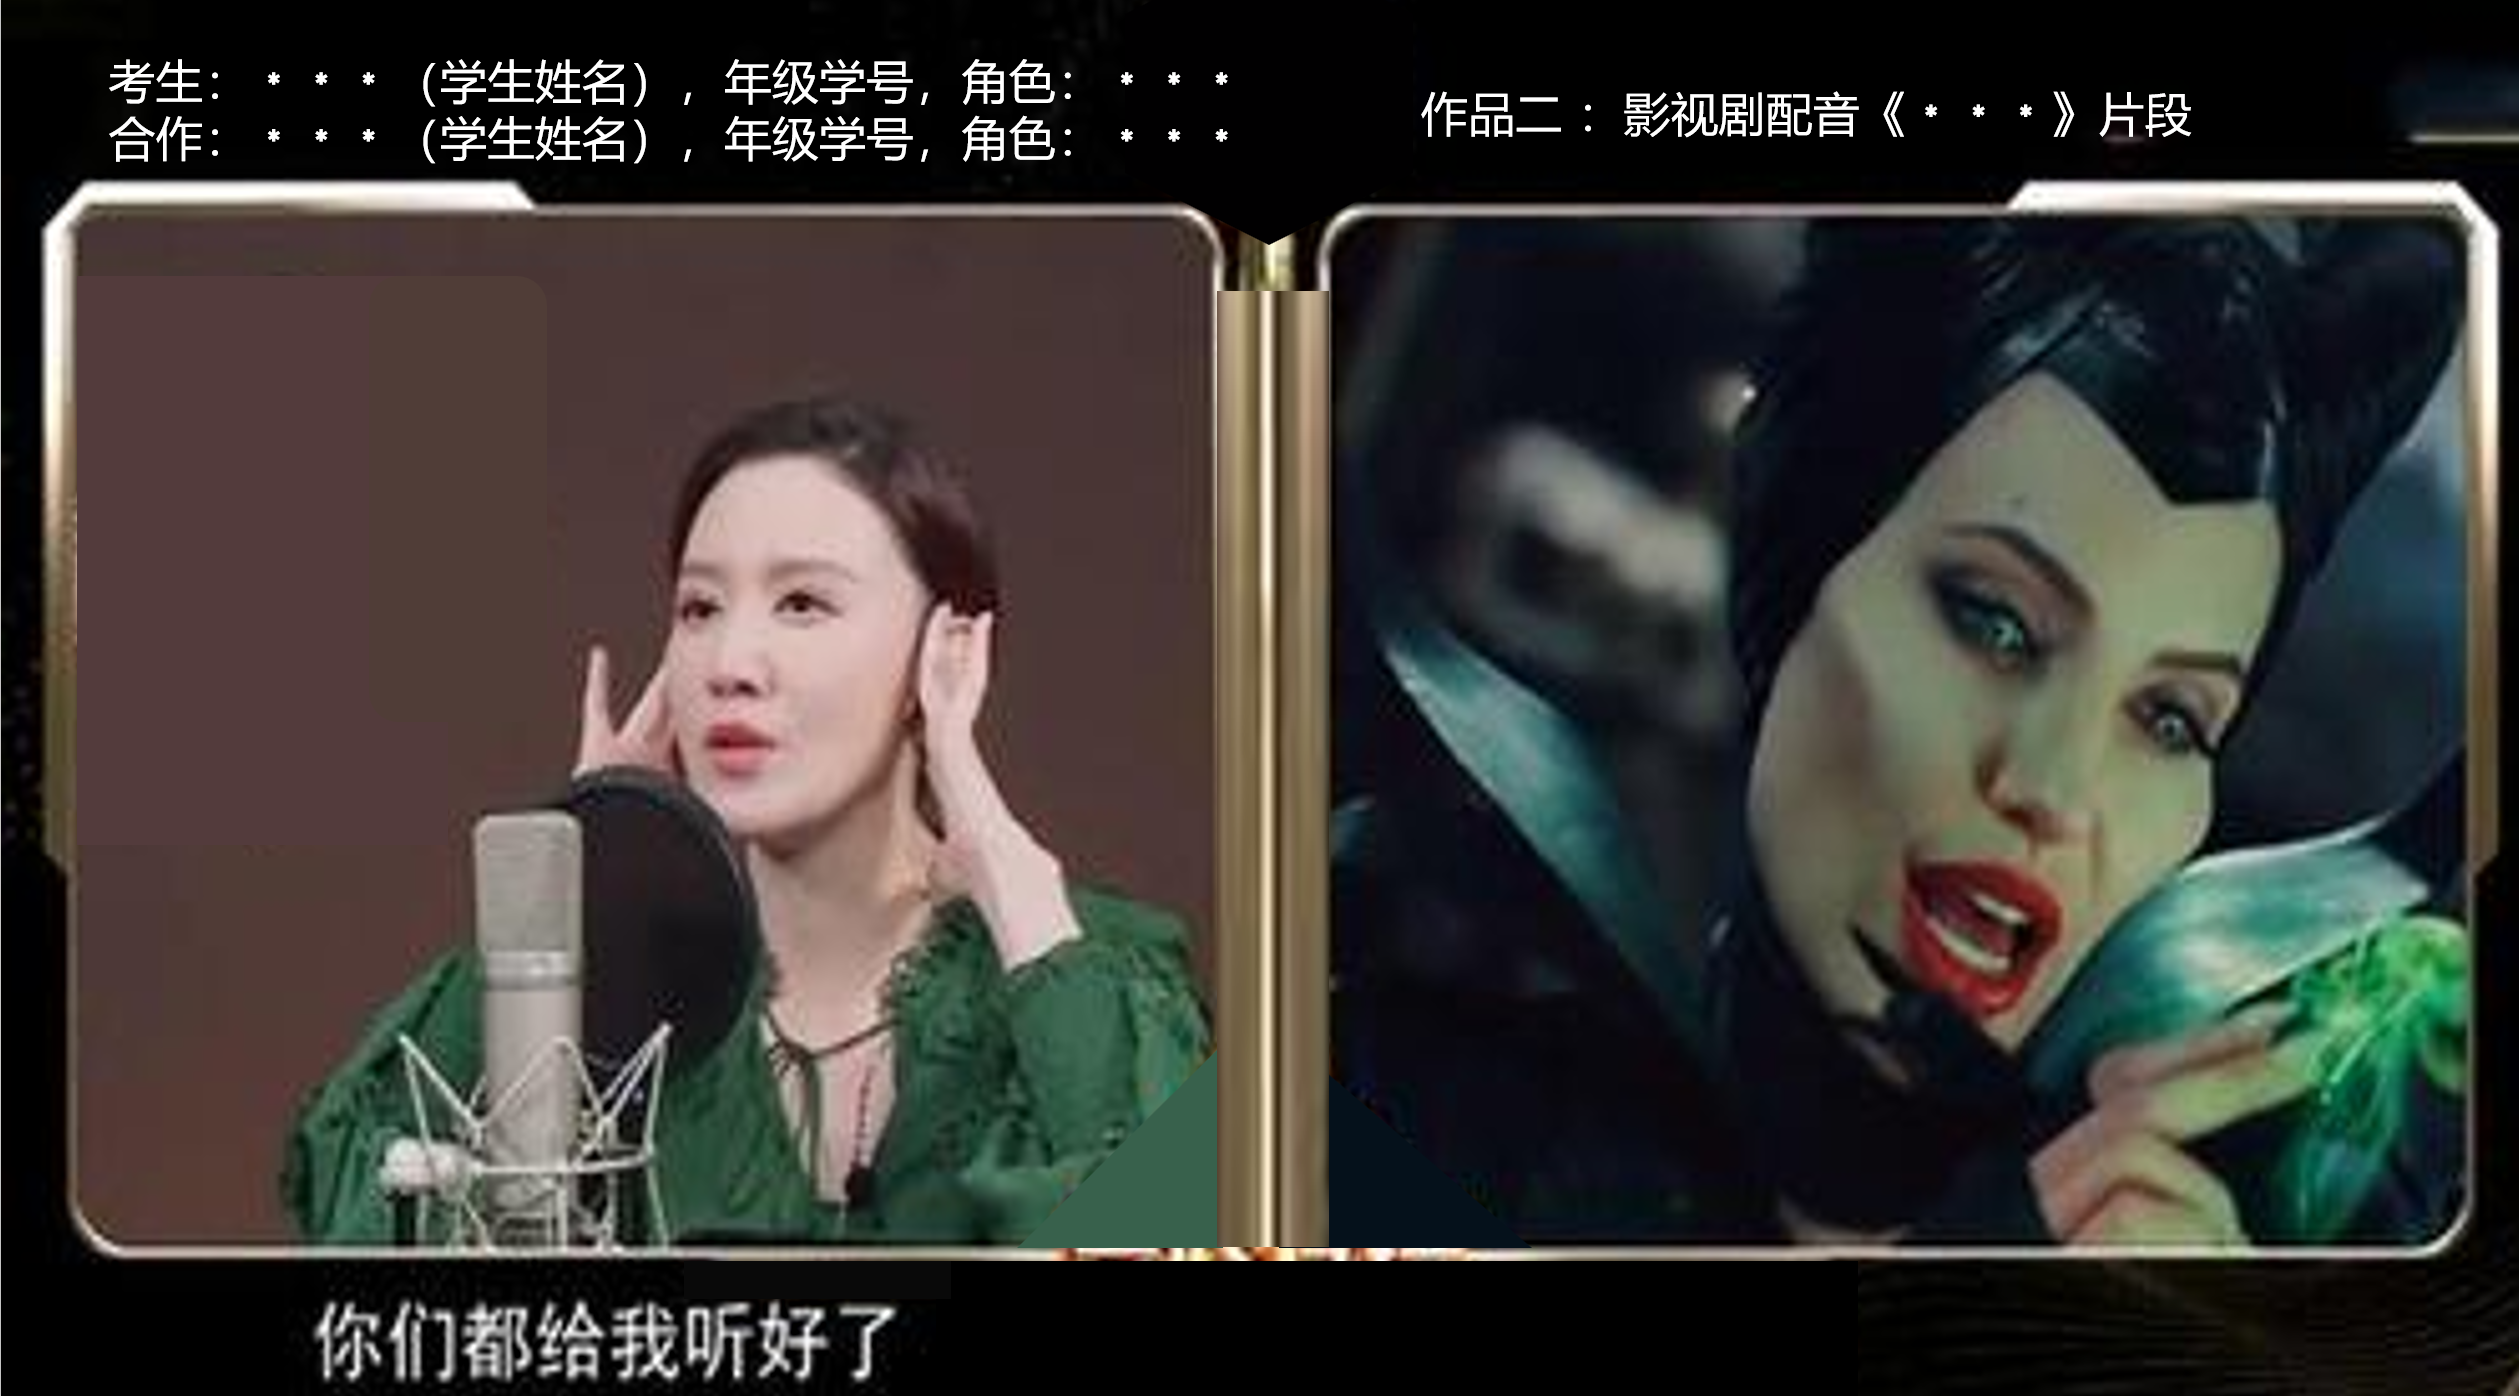 考生：***（学生姓名），年级学号，角色：***
合作：***（学生姓名），年级学号，角色：***
作品二：影视剧配音《***》片段
你们都给我听好了